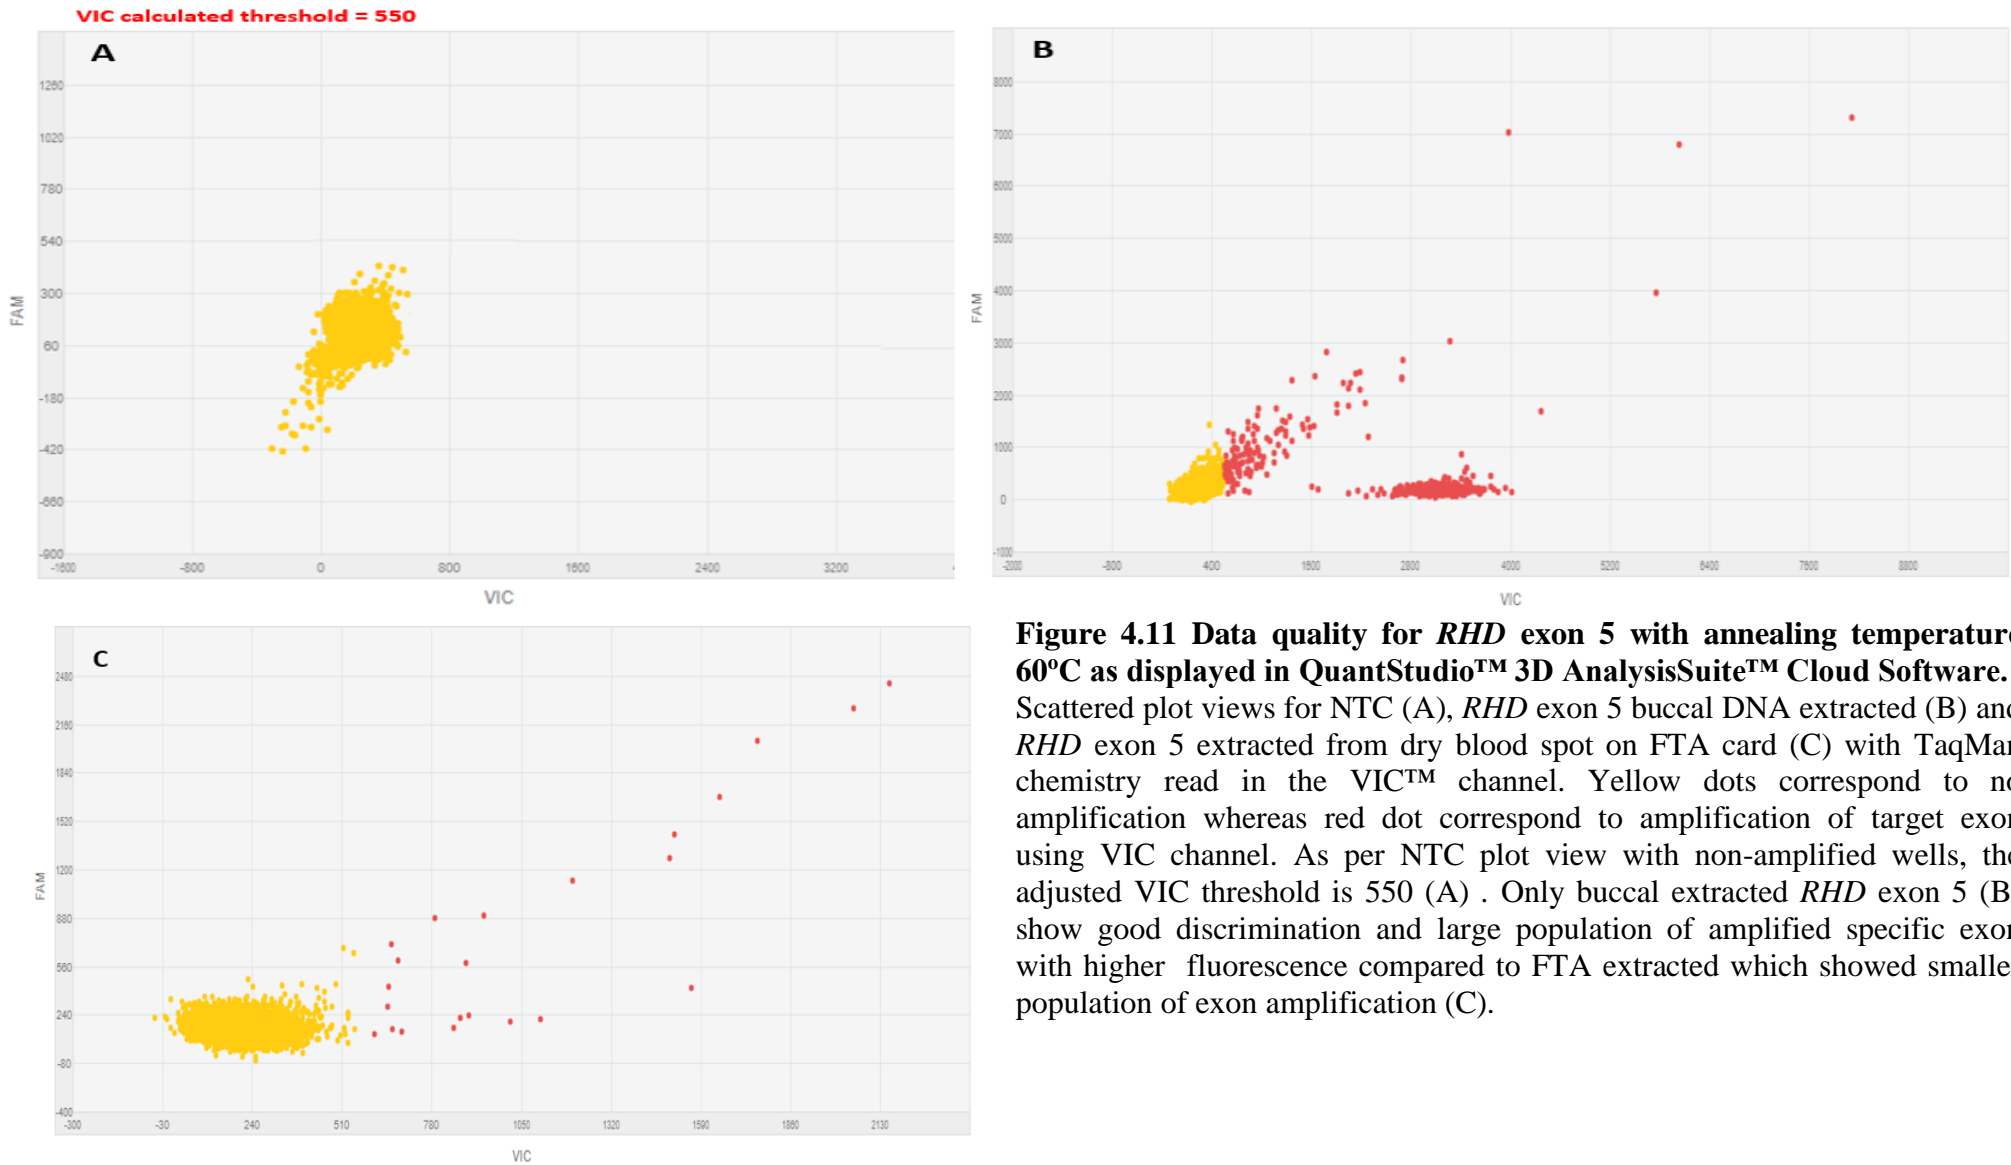 VIC calculated threshold = 550
A
1260
1020
780
540
300
60
-180
-420
-660
-900
-1600
-800
0
800
1600
2400
3200
FAM
VIC
B
8000
7000
6000
5000
4000
3000
2000
1000
0
-1000
-2000
-800
400
1600
2800
4000
5200
6400
7600
8800
FAM
VIC
C
2480
2160
1840
1520
1200
880
560
240
-80
-400
-300
-30
240
510
780
1050
1320
1590
1860
2130
FAM
VIC
Figure 4.11 Data quality for RHD exon 5 with annealing temperature
60ºC as displayed in QuantStudio™ 3D AnalysisSuite™ Cloud Software.
Scattered plot views for NTC (A), RHD exon 5 buccal DNA extracted (B) and
RHD exon 5 extracted from dry blood spot on FTA card (C) with TaqMan
chemistry read in the VIC™ channel. Yellow dots correspond to no
amplification whereas red dot correspond to amplification of target exon
using VIC channel. As per NTC plot view with non-amplified wells, the
adjusted VIC threshold is 550 (A) . Only buccal extracted RHD exon 5 (B)
show good discrimination and large population of amplified specific exon
with higher fluorescence compared to FTA extracted which showed smaller
population of exon amplification (C).